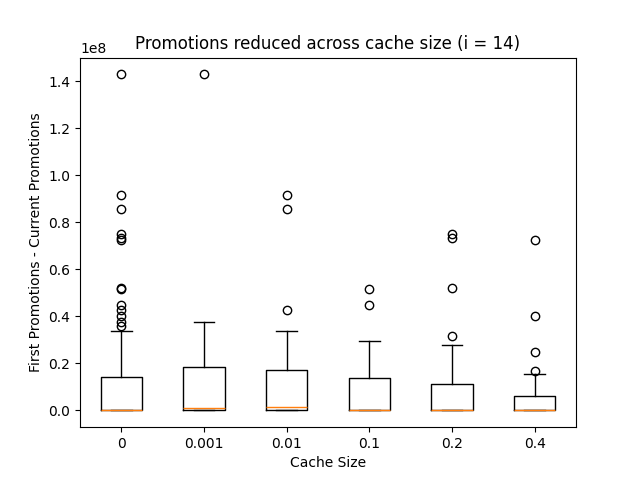 Promotions reduced across cache size (i = 14)
1e8
1.4
1.2
1.0
0.8
0.6
0.4
0.2
0.0
First Promotions - Current Promotions
0 0.001 0.01 0.1 0.2 0.4
Cache Size